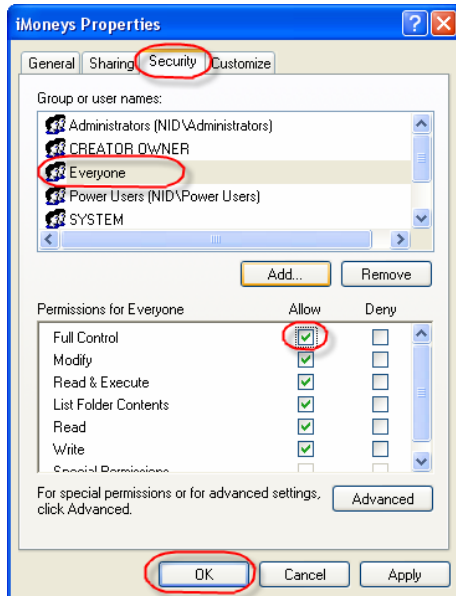 iMoneys Properties
General Sharing Security Customize
Group or user names:
Administrators (NID\Administrators)
CREATOR OWNER
Everyone
Power Users (NID\Power Users)
SYSTEM
Add... Remove
Permissions for Everyone Allow Deny
Full Control
Modify
Read & Execute
List Folder Contents
Read
Write
Special Permissions
For special permissions or for advanced settings,
click Advanced.
Advanced
OK Cancel Apply